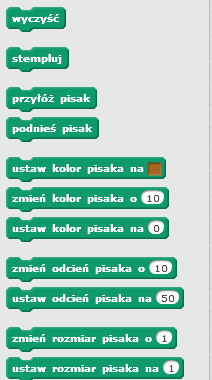 wyczyść
stempluj
przyłóż pisak
podnieś pisak
ustaw kolor pisaka na
zmień kolor pisaka o 10
ustaw kolor pisaka na 0
zmień odcień pisaka o 10
ustaw odcień pisaka na 50
zmień rozmiar pisaka o 1
ustaw rozmiar pisaka na 1